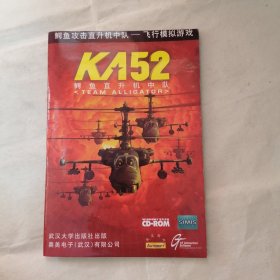 鳄鱼攻击直升机中队 — 飞行模拟游戏
KA52
鳄鱼直升机中队
<TEAM ALLIGATOR>
武汉大学出版社出版
奥美电子(武汉)有限公司
CD-ROM
SIMIS